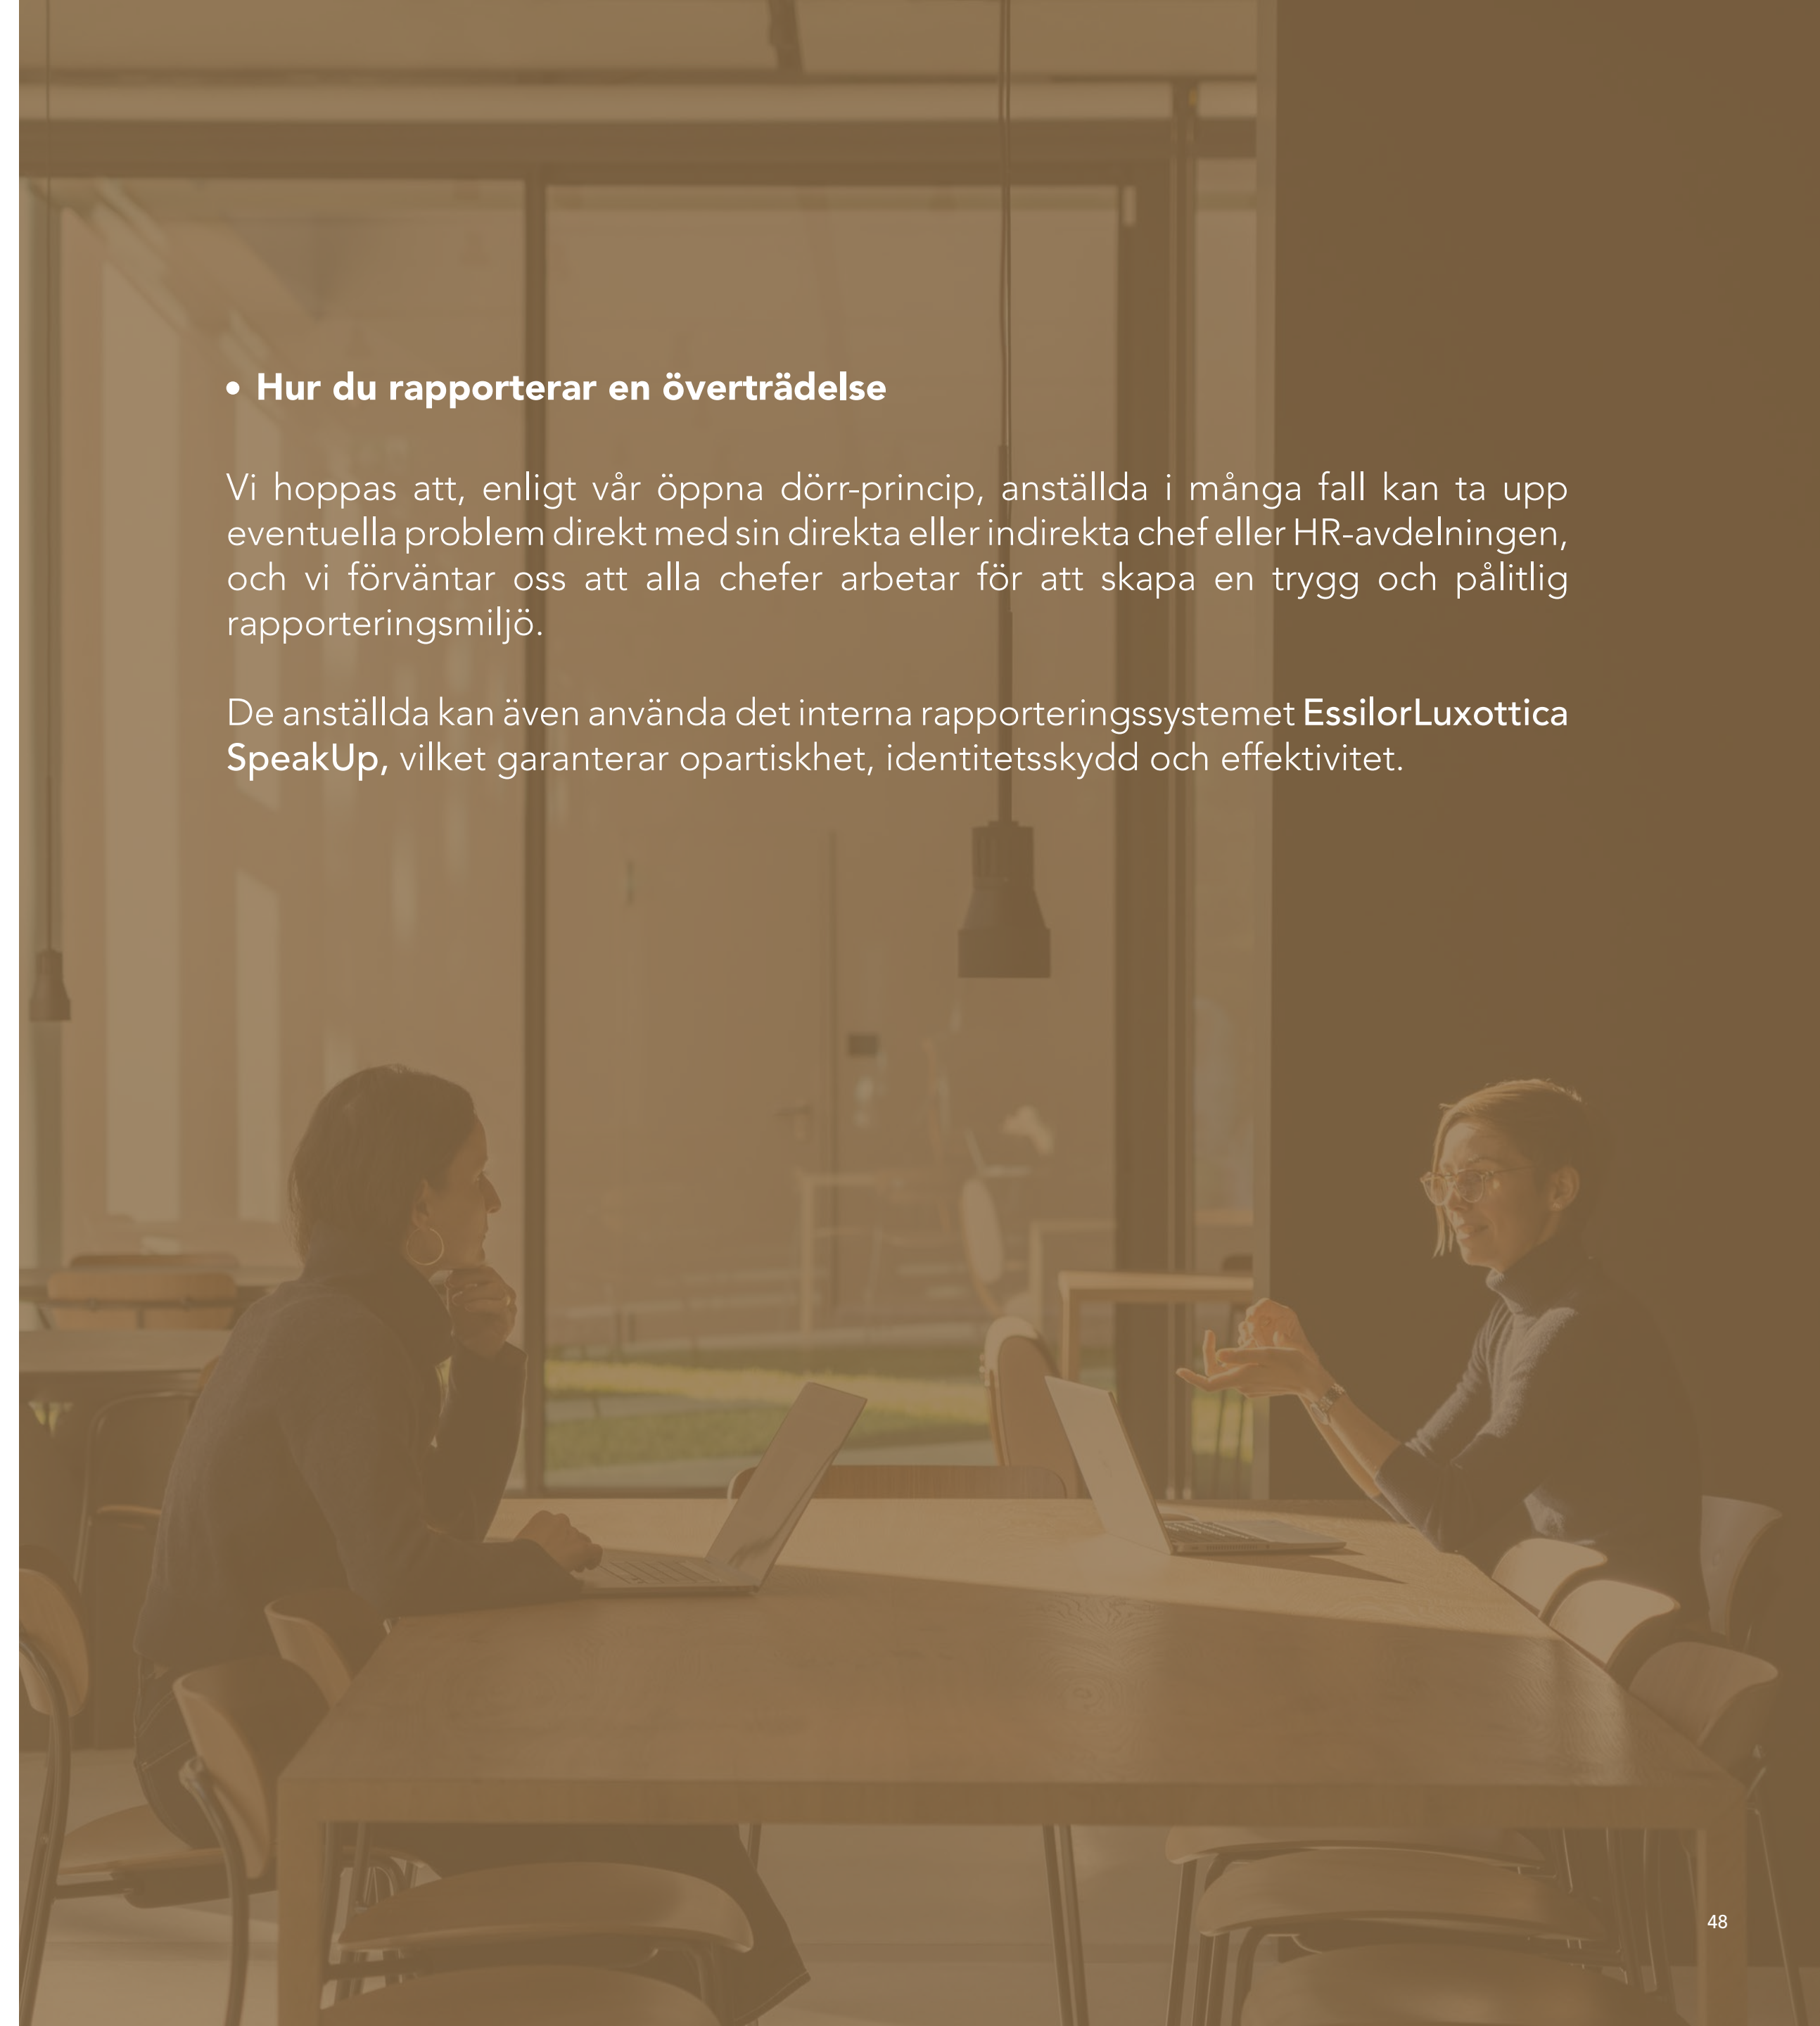 • Hur du rapporterar en överträdelse
Vi hoppas att, enligt vår öppna dörr-princip, anställda i många fall kan ta upp
eventuella problem direkt med sin direkta eller indirekta chef eller HR-avdelningen,
och vi förväntar oss att alla chefer arbetar för att skapa en trygg och pålitlig
rapporteringsmiljö.
De anställda kan även använda det interna rapporteringssystemet EssilorLuxottica
SpeakUp, vilket garanterar opartiskhet, identitetsskydd och effektivitet.
48